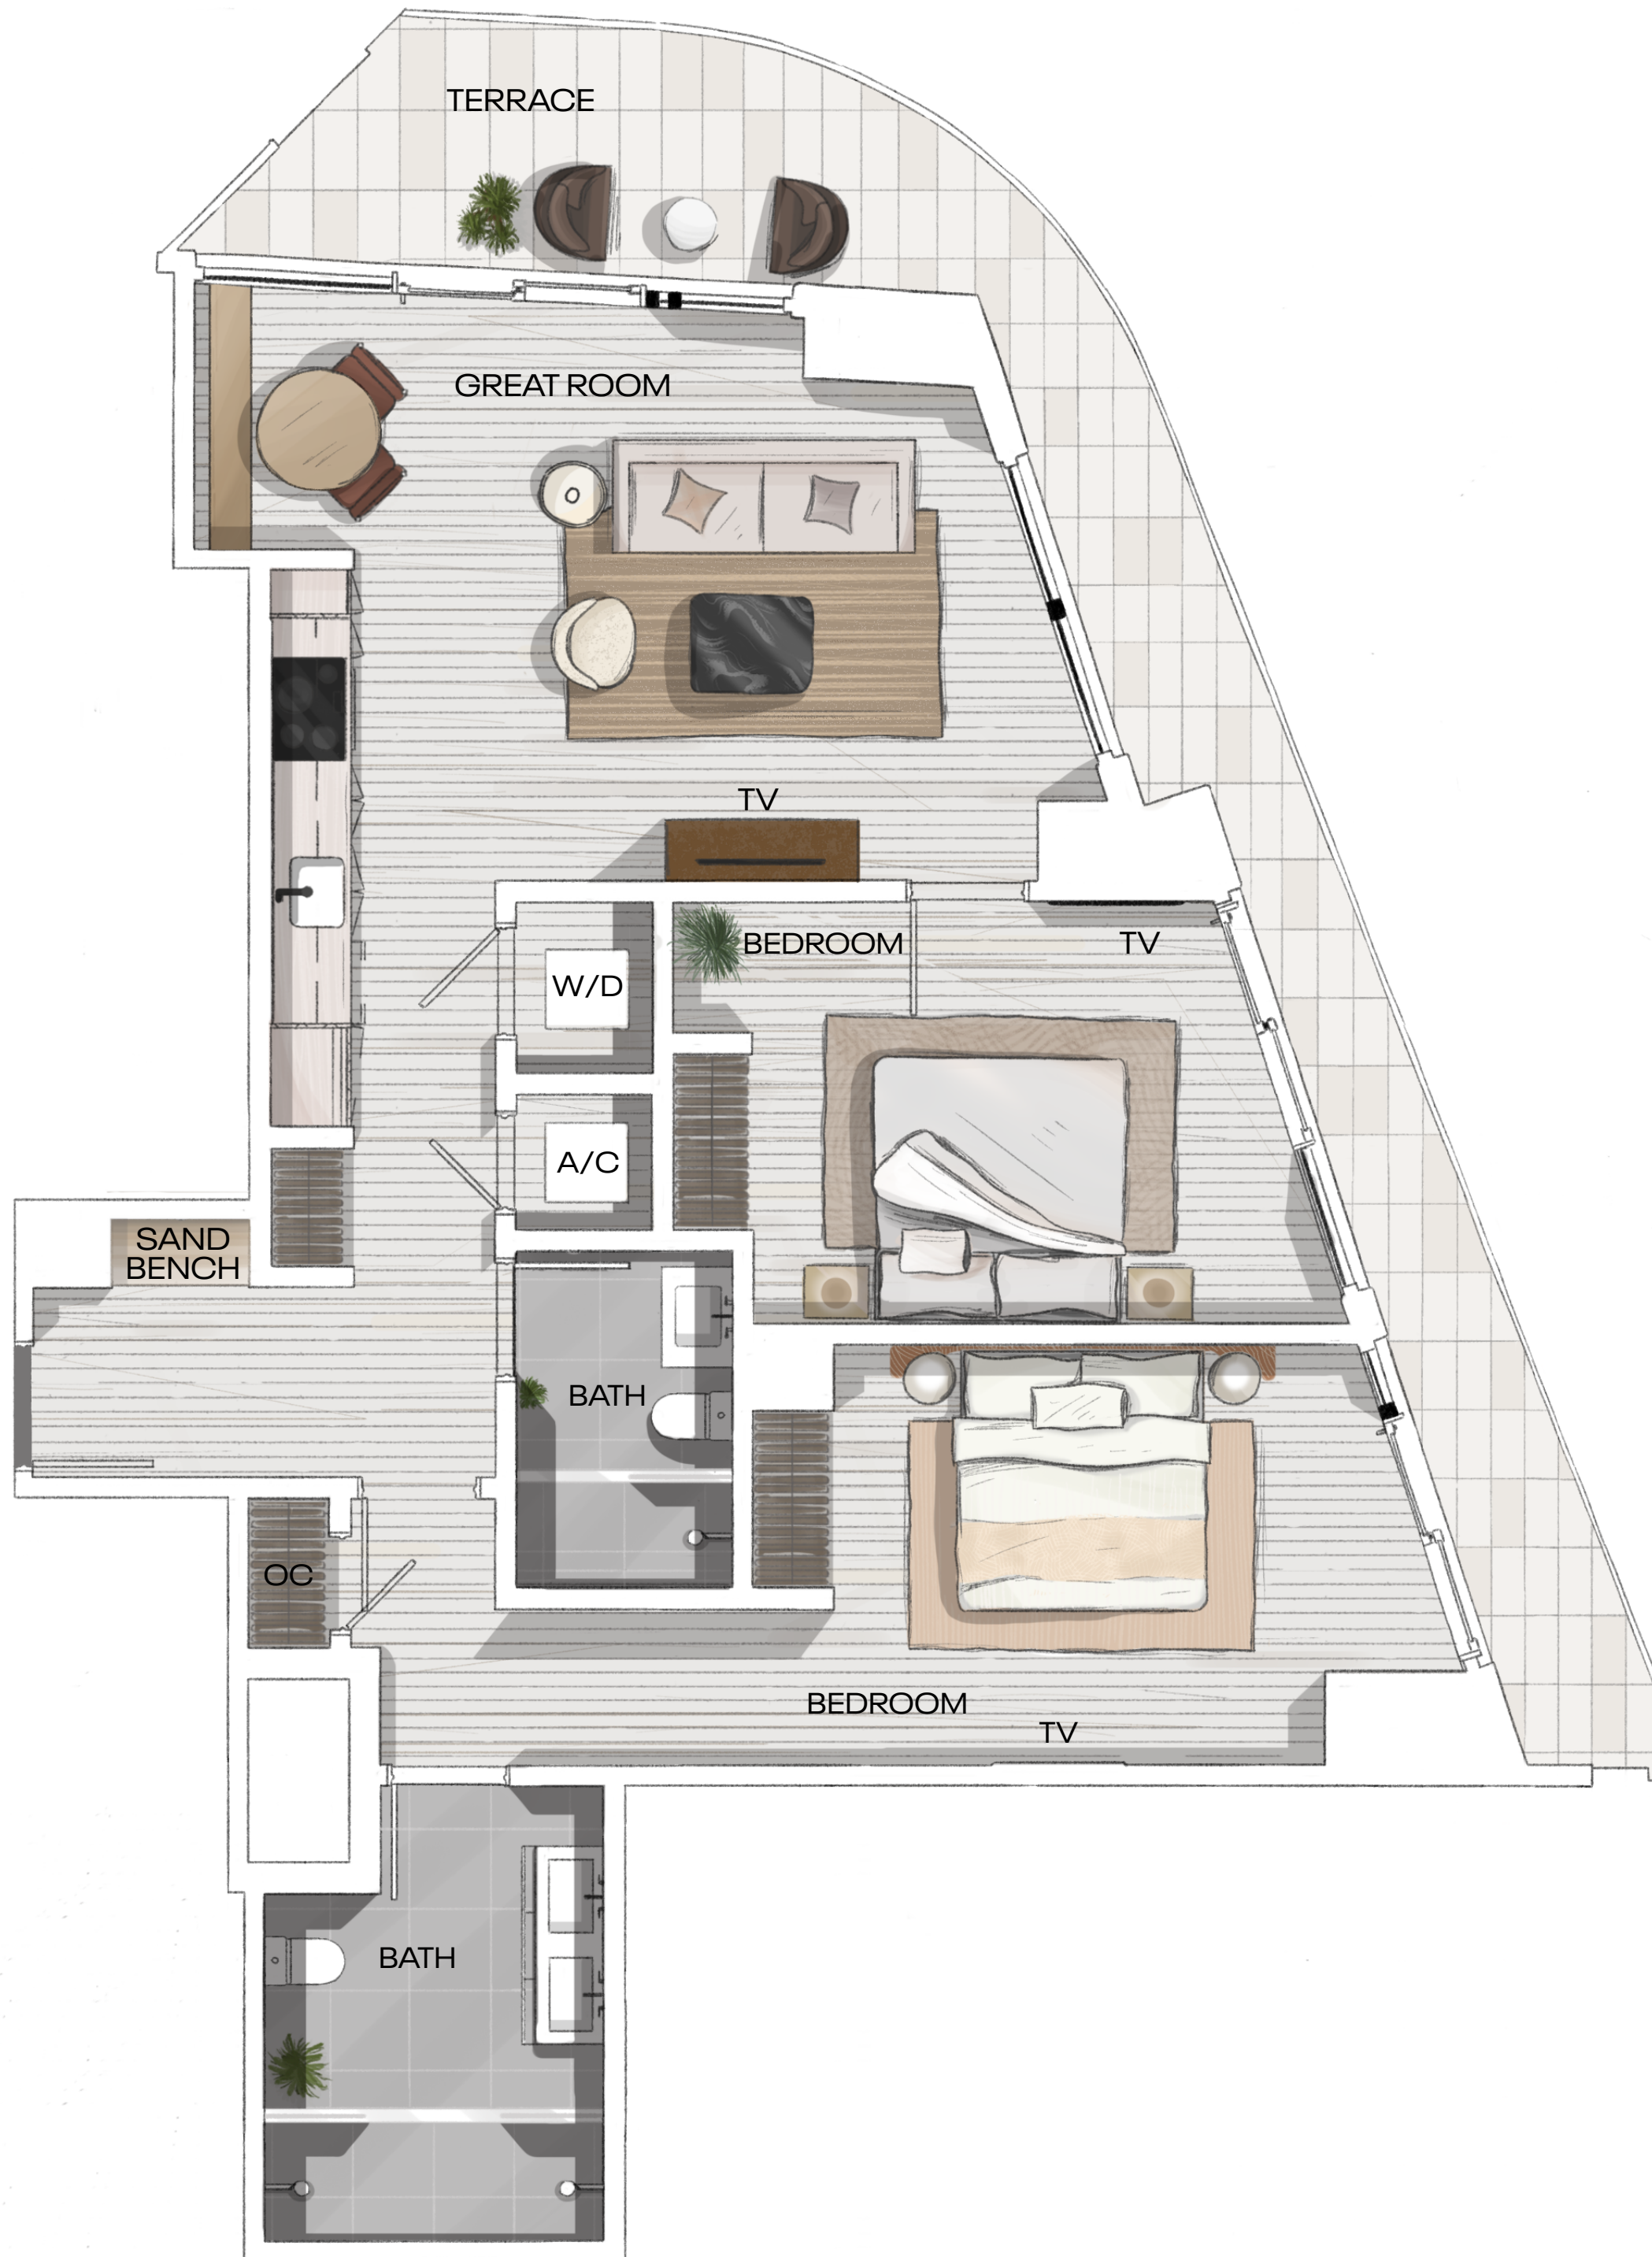 TERRACE
GREAT ROOM
TV
BEDROOM
TV
W/D
A/C
SAND
BENCH
BATH
OC
BEDROOM
TV
BATH